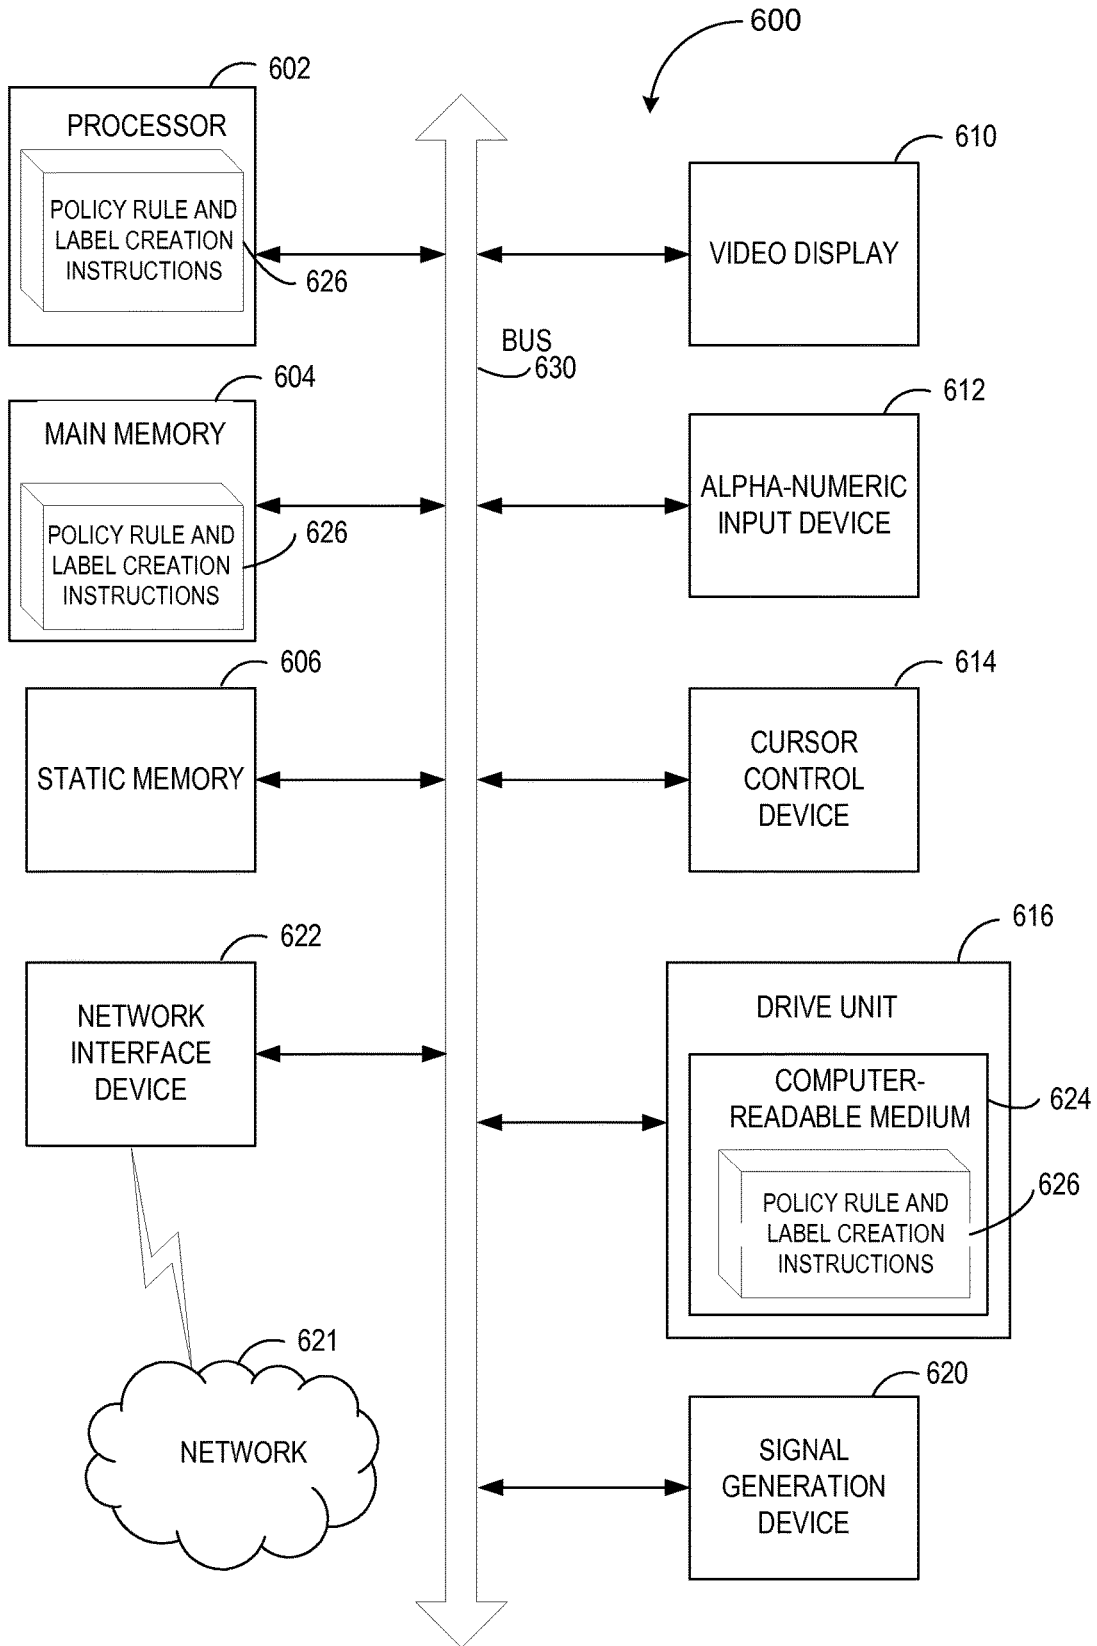 600
602
PROCESSOR
POLICY RULE AND
LABEL CREATION
INSTRUCTIONS
626
610
VIDEO DISPLAY
BUS
630
604
MAIN MEMORY
POLICY RULE AND
LABEL CREATION
INSTRUCTIONS
626
612
ALPHA-NUMERIC
INPUT DEVICE
606
STATIC MEMORY
614
CURSOR
CONTROL
DEVICE
622
NETWORK
INTERFACE
DEVICE
616
DRIVE UNIT
COMPUTER-
READABLE MEDIUM
624
POLICY RULE AND
LABEL CREATION
INSTRUCTIONS
626
621
NETWORK
620
SIGNAL
GENERATION
DEVICE